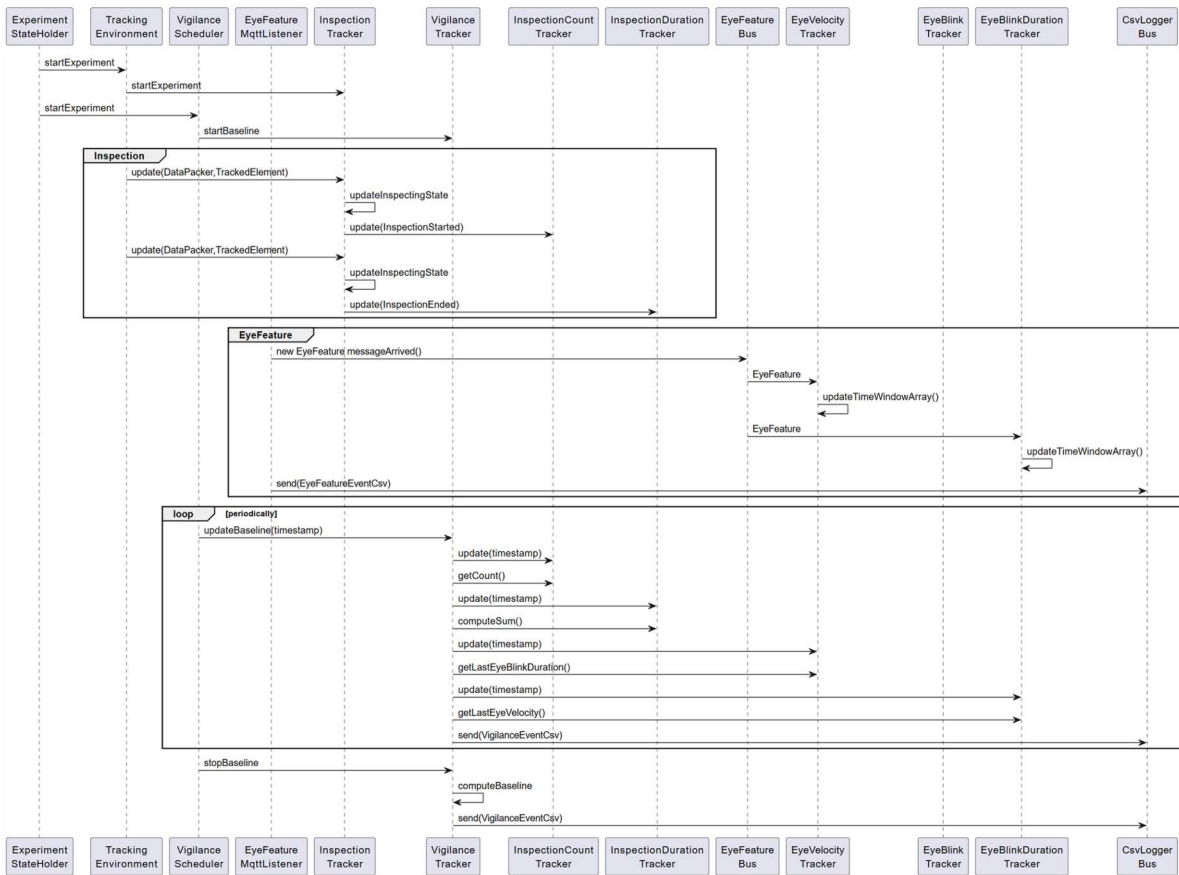 Experiment
StateHolder
Tracking
Environment
Vigilance
Scheduler
EyeFeature
MqttListener
Inspection
Tracker
Vigilance
Tracker
InspectionCount
Tracker
InspectionDuration
Tracker
EyeFeature
Bus
EyeVelocity
Tracker
EyeBlink
Tracker
EyeBlinkDuration
Tracker
CsvLogger
Bus
startExperiment
startExperiment
startExperiment
startBaseline
Inspection
update(DataPacker,TrackedElement)
updateInspectingState
update(InspectionStarted)
update(DataPacker,TrackedElement)
updateInspectingState
update(InspectionEnded)
EyeFeature
new EyeFeature messageArrived()
EyeFeature
updateTimeWindowArray()
EyeFeature
updateTimeWindowArray()
send(EyeFeatureEventCsv)
loop [periodically]
updateBaseline(timestamp)
update(timestamp)
getCount()
update(timestamp)
computeSum()
update(timestamp)
getLastEyeBlinkDuration()
update(timestamp)
getLastEyeVelocity()
send(VigilanceEventCsv)
stopBaseline
computeBaseline
send(VigilanceEventCsv)
Experiment
StateHolder
Tracking
Environment
Vigilance
Scheduler
EyeFeature
MqttListener
Inspection
Tracker
Vigilance
Tracker
InspectionCount
Tracker
InspectionDuration
Tracker
EyeFeature
Bus
EyeVelocity
Tracker
EyeBlink
Tracker
EyeBlinkDuration
Tracker
CsvLogger
Bus